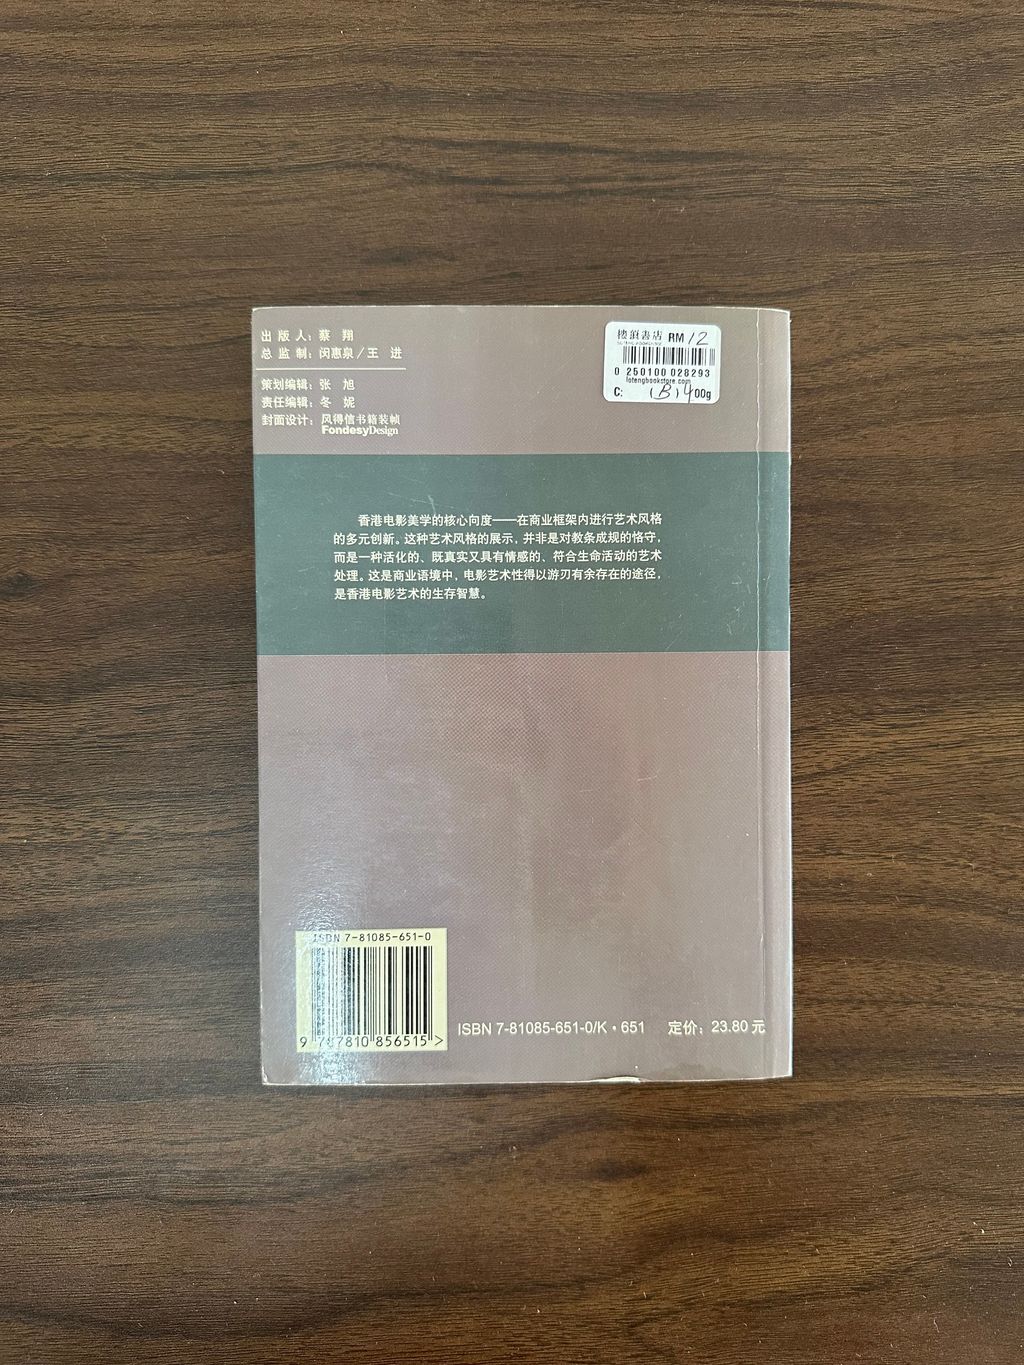 出版人：蔡 翔
总监制：闵惠泉／王 进
策划编辑：张 旭
责任编辑：冬 妮
封面设计：风得信书籍装帧
FondesyDesign
RM 12
0 250100 028293
lotengbookstore.com
C: (B) 400g
香港电影美学的核心向度——在商业框架内进行艺术风格
的多元创新。这种艺术风格的展示，并非是对教条成规的恪守，
而是一种活化的、既真实又具有情感的、符合生命活动的艺术
处理。这是商业语境中，电影艺术性得以游刃有余存在的途径，
是香港电影艺术的生存智慧。
ISBN 7-81085-651-0
9 787810 856515 >
ISBN 7-81085-651-0/K·651 定价：23.80 元